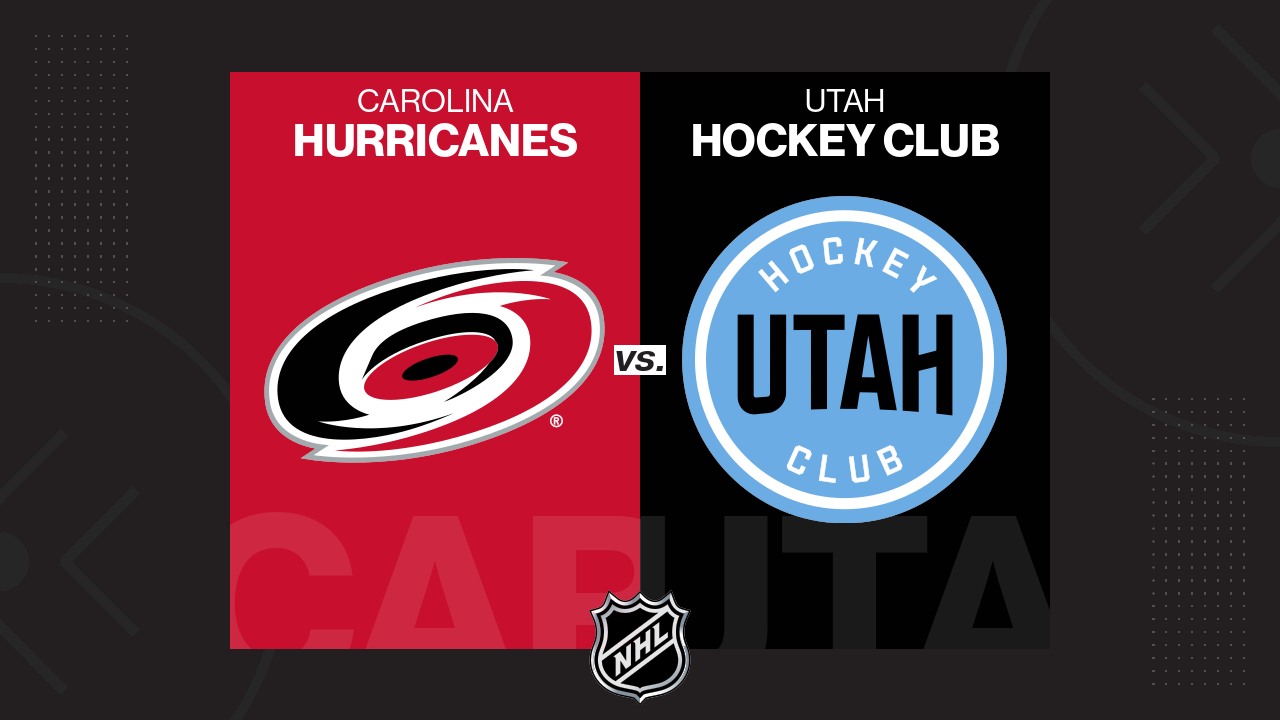 CAROLINA
HURRICANES
UTAH
HOCKEY CLUB
HOCKEY
UTAH
CLUB
vs.
®
CAR
UTA
NHL